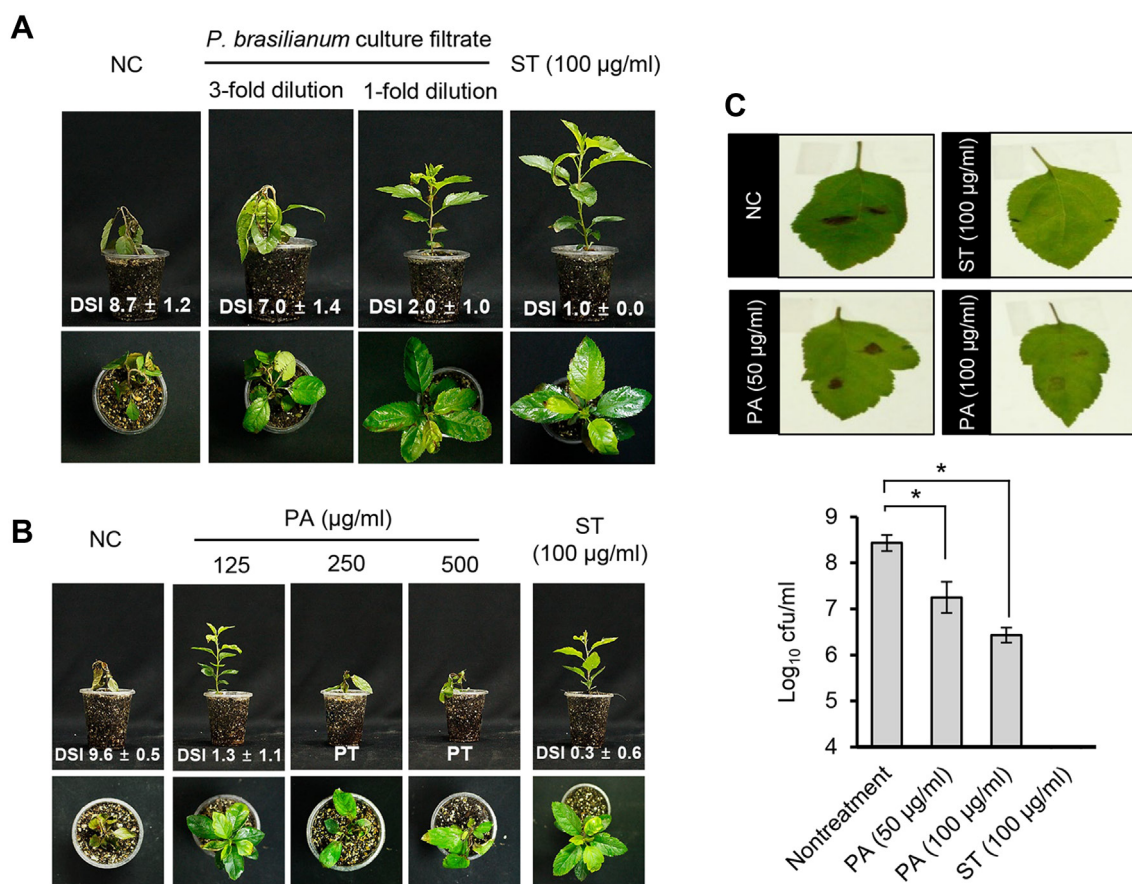 A
P. brasilianum culture filtrate
NC
ST (100 μg/ml)
3-fold dilution
1-fold dilution
DSI 8.7 ± 1.2
DSI 7.0 ± 1.4
DSI 2.0 ± 1.0
DSI 1.0 ± 0.0
B
PA (μg/ml)
NC
ST
(100 μg/ml)
125
250
500
DSI 9.6 ± 0.5
DSI 1.3 ± 1.1
PT
PT
DSI 0.3 ± 0.6
C
NC
ST (100 μg/ml)
PA (50 μg/ml)
PA (100 μg/ml)
*
*
Log10 cfu/ml
9
8
7
6
5
4
Nontreatment
PA (50 μg/ml)
PA (100 μg/ml)
ST (100 μg/ml)